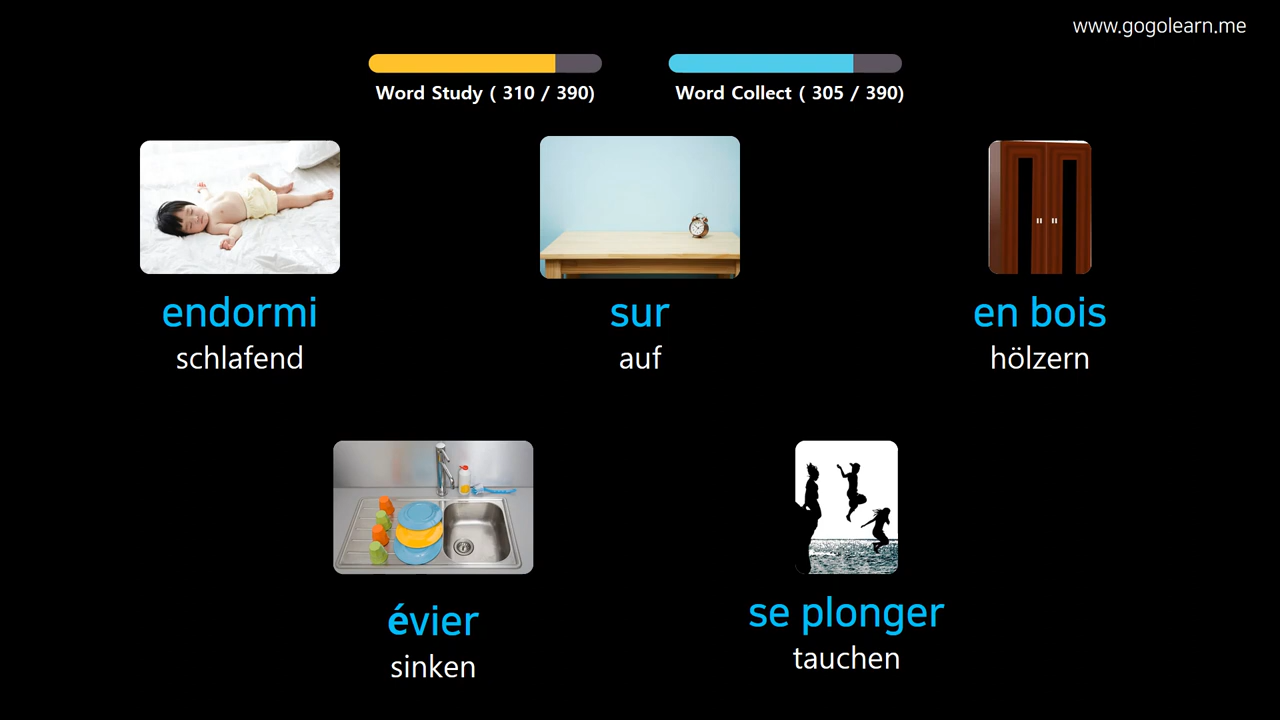 www.gogolearn.me
Word Study ( 310 / 390)
Word Collect ( 305 / 390)
endormi
schlafend
sur
auf
en bois
hölzern
évier
sinken
se plonger
tauchen